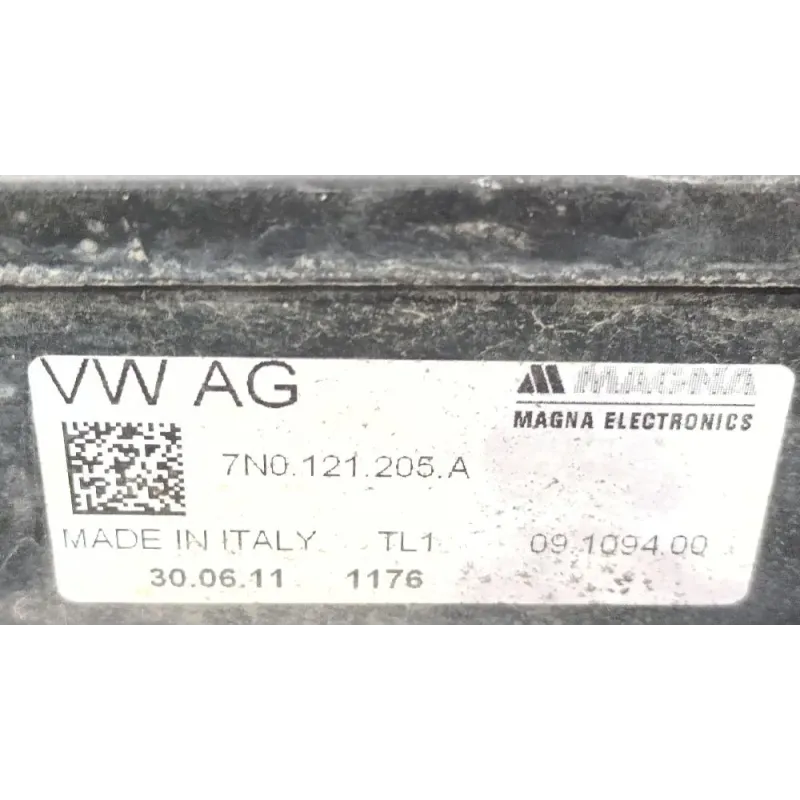 VW AG
MAGNA
MAGNA ELECTRONICS
7N0.121.205.A
MADE IN ITALY TL1 09.1094.00
30.06.11 1176